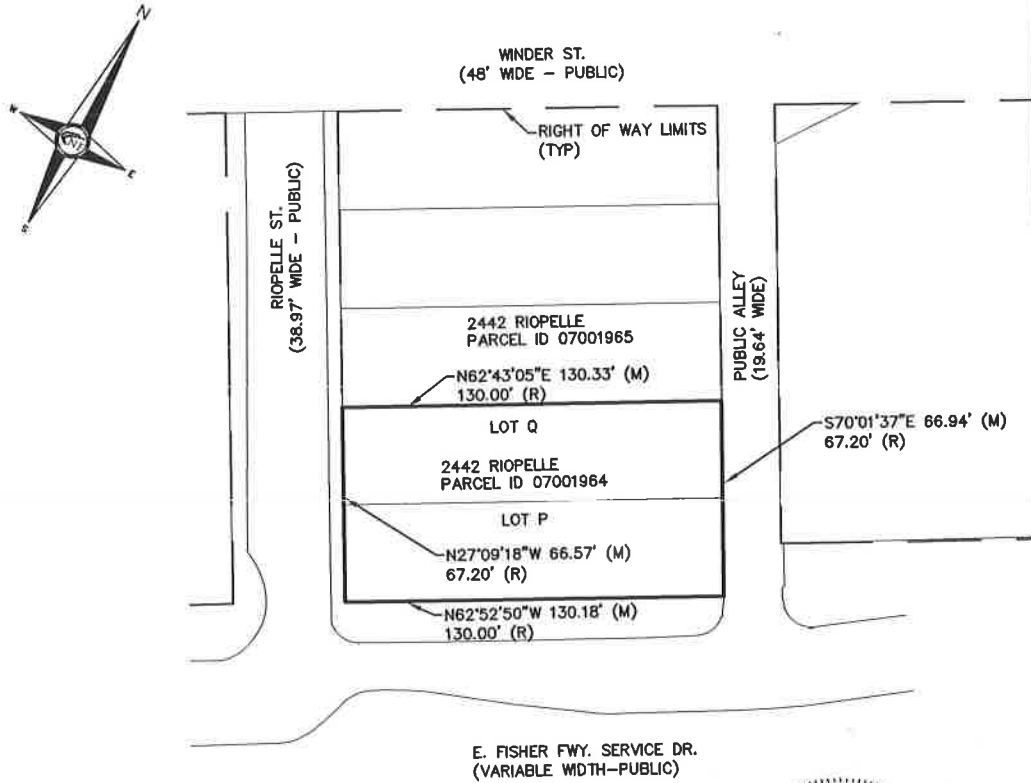 N
W
E
S
WINDER ST.
(48' WIDE - PUBLIC)
RIGHT OF WAY LIMITS
(TYP)
RIOPELLE ST.
(38.97' WIDE - PUBLIC)
PUBLIC ALLEY
(19.64' WIDE)
2442 RIOPELLE
PARCEL ID 07001965
N62°43'05"E 130.33' (M)
130.00' (R)
LOT Q
S70°01'37"E 66.94' (M)
67.20' (R)
2442 RIOPELLE
PARCEL ID 07001964
LOT P
N27°09'18"W 66.57' (M)
67.20' (R)
N62°52'50"W 130.18' (M)
130.00' (R)
E. FISHER FWY. SERVICE DR.
(VARIABLE WIDTH-PUBLIC)